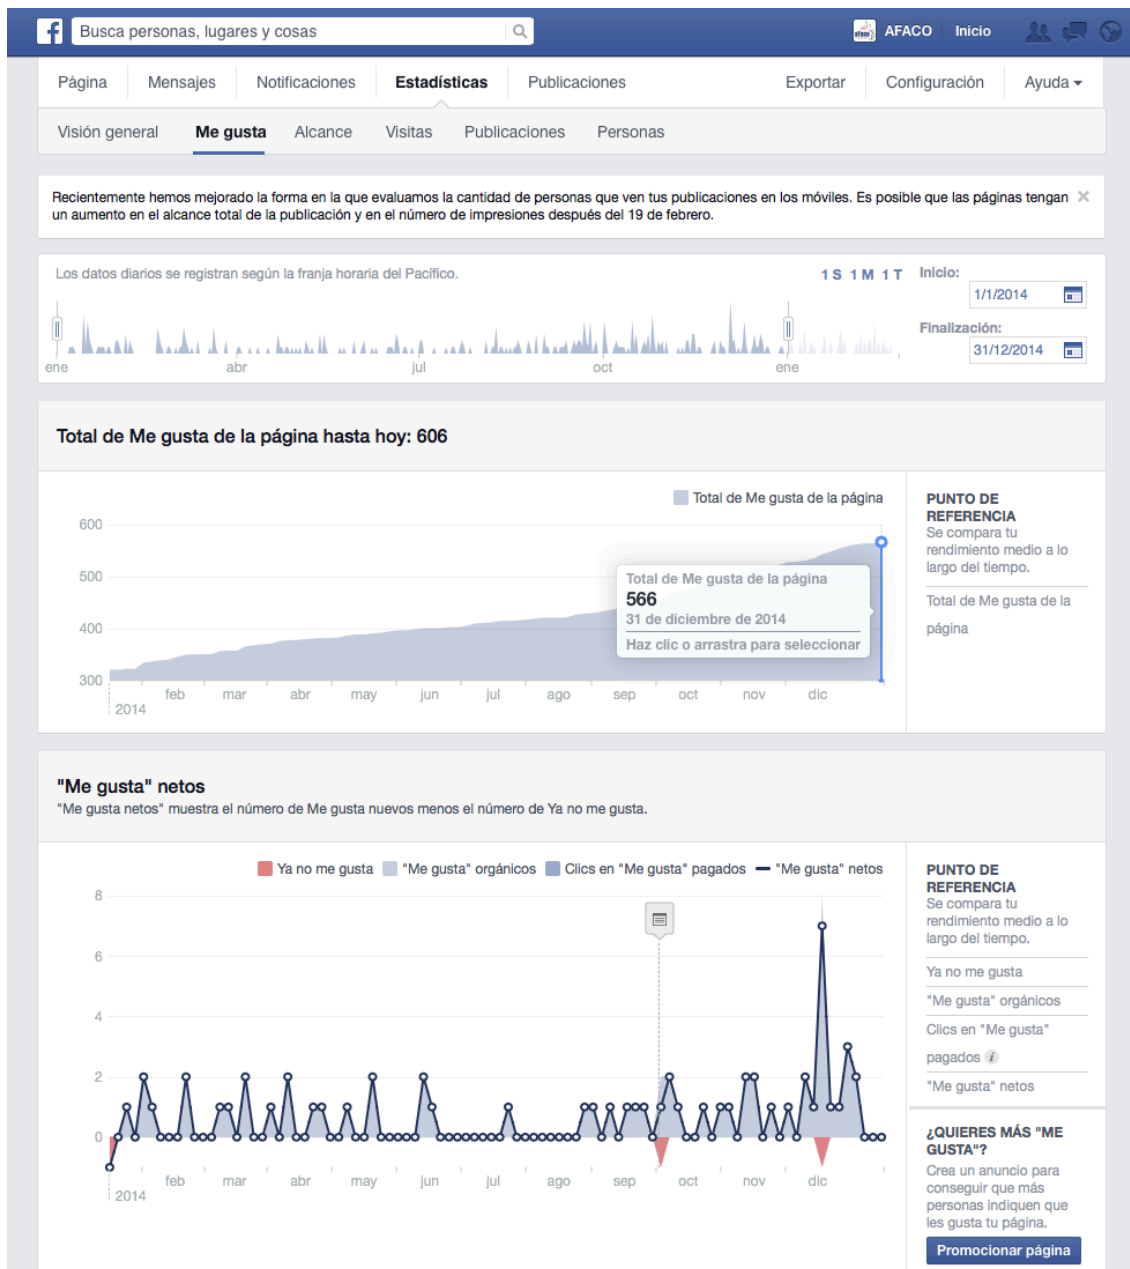 Busca personas, lugares y cosas
AFACO Inicio
Página Mensajes Notificaciones Estadísticas Publicaciones Exportar Configuración Ayuda
Visión general Me gusta Alcance Visitas Publicaciones Personas
Recientemente hemos mejorado la forma en la que evaluamos la cantidad de personas que ven tus publicaciones en los móviles. Es posible que las páginas tengan
un aumento en el alcance total de la publicación y en el número de impresiones después del 19 de febrero.
Los datos diarios se registran según la franja horaria del Pacífico.
1 S 1 M 1 T
Inicio:
1/1/2014
Finalización:
31/12/2014
ene abr jul oct ene
Total de Me gusta de la página hasta hoy: 606
Total de Me gusta de la página
600
500
400
300
Total de Me gusta de la página
566
31 de diciembre de 2014
Haz clic o arrastra para seleccionar
feb mar abr may jun jul ago sep oct nov dic
2014
PUNTO DE
REFERENCIA
Se compara tu
rendimiento medio a lo
largo del tiempo.
Total de Me gusta de la
página
"Me gusta" netos
"Me gusta netos" muestra el número de Me gusta nuevos menos el número de Ya no me gusta.
Ya no me gusta "Me gusta" orgánicos Clics en "Me gusta" pagados "Me gusta" netos
8
6
4
2
0
feb mar abr may jun jul ago sep oct nov dic
2014
PUNTO DE
REFERENCIA
Se compara tu
rendimiento medio a lo
largo del tiempo.
Ya no me gusta
"Me gusta" orgánicos
Clics en "Me gusta"
pagados i
"Me gusta" netos
¿QUIERES MÁS "ME
GUSTA"?
Crea un anuncio para
conseguir que más
personas indiquen que
les gusta tu página.
Promocionar página